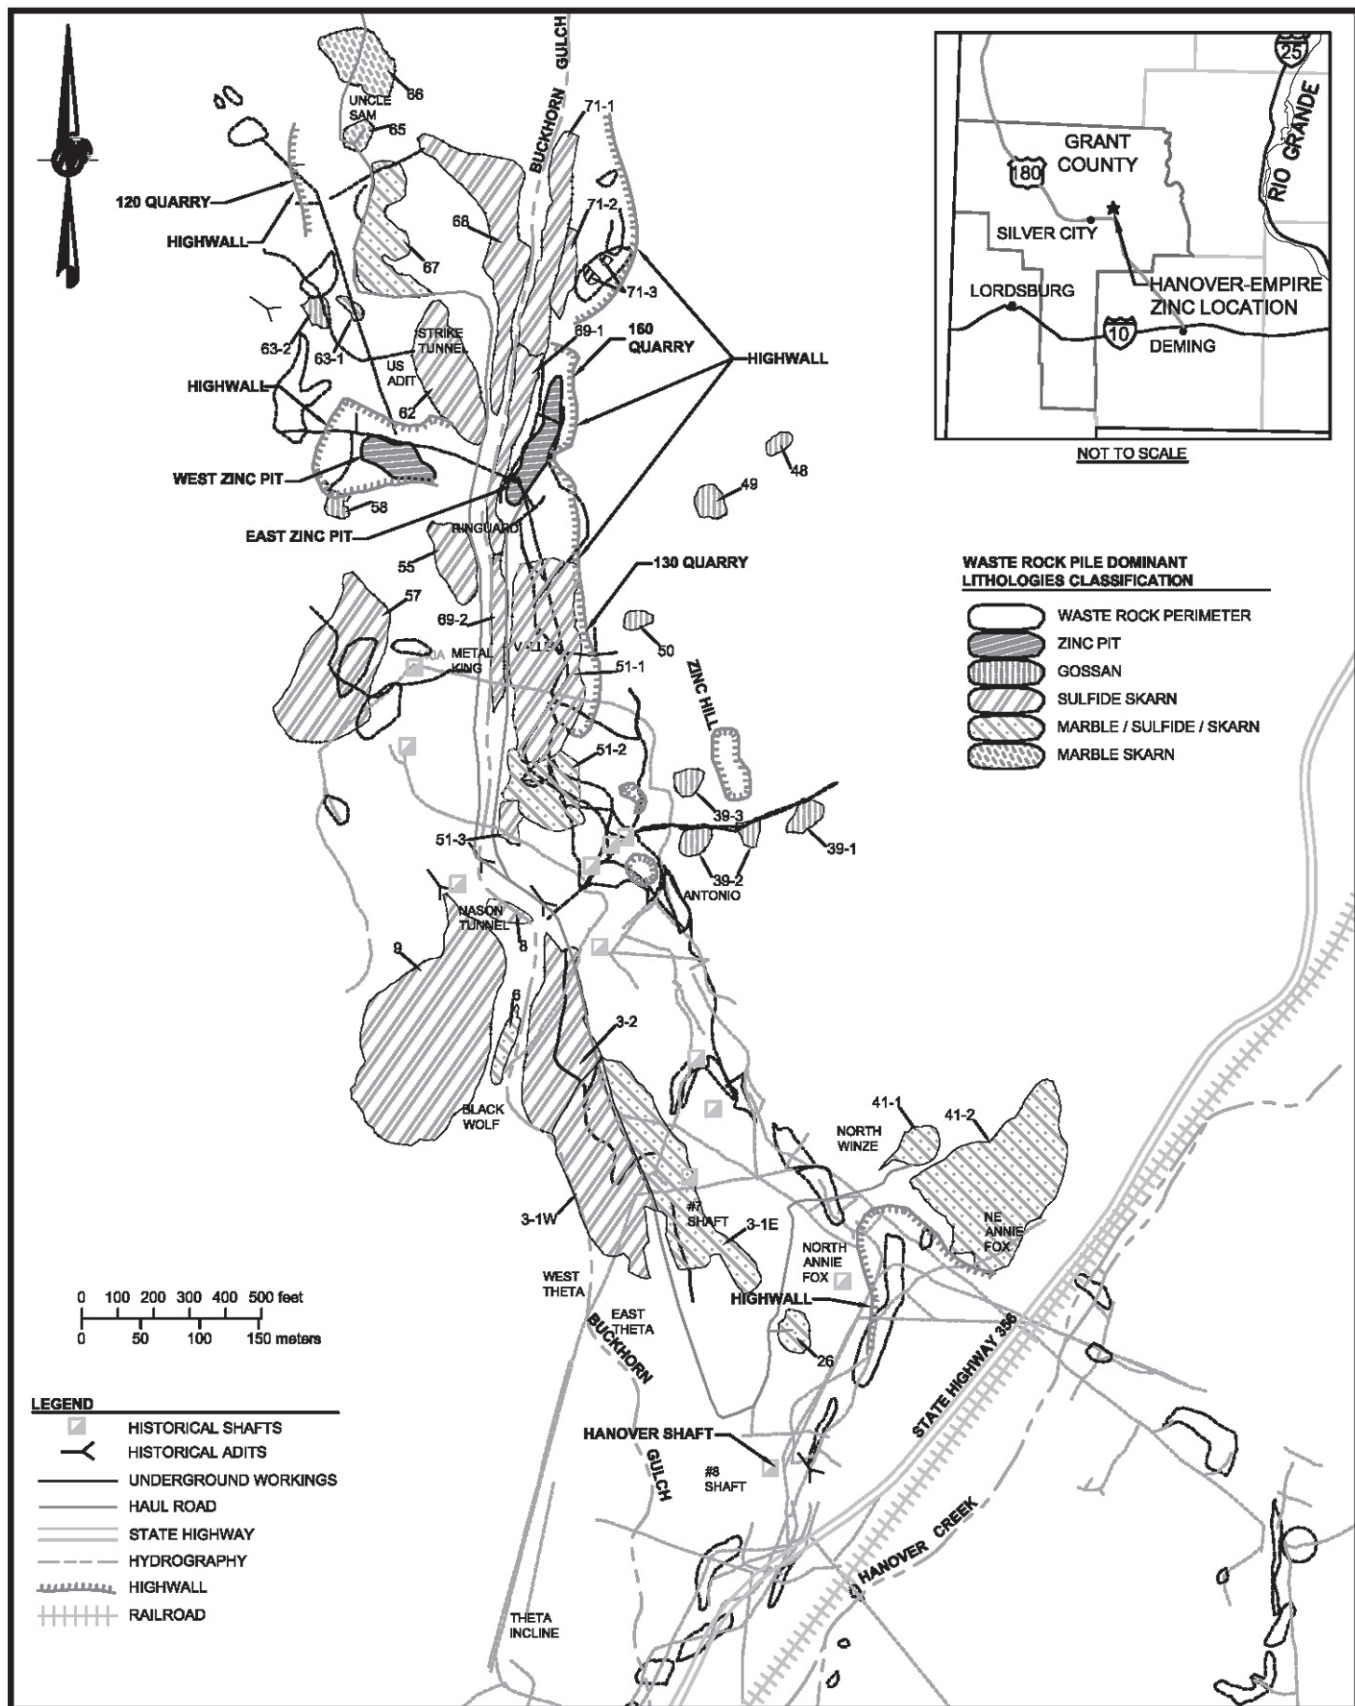 BUCKHORN GULCH
66
UNCLE
SAM
65
71-1
120 QUARRY
HIGHWALL
68
71-2
67
71-3
STRIKE
TUNNEL
69-1
160
QUARRY
HIGHWALL
63-2
63-1
US
ADIT
HIGHWALL
62
WEST ZINC PIT
48
49
58
EAST ZINC PIT
RINGUARD
55
130 QUARRY
57
69-2
50
METAL
KING
51-1
ZINC HILL
51-2
39-3
51-3
39-1
39-2
ANTONIO
NASON
TUNNEL
8
9
6
3-2
BLACK
WOLF
41-1
41-2
NORTH
WINZE
3-1W
#7
SHAFT
3-1E
NE
ANNIE
FOX
NORTH
ANNIE
FOX
WEST
THETA
HIGHWALL
EAST
THETA
BUCKHORN
GULCH
26
STATE HIGHWAY 356
HANOVER SHAFT
#8
SHAFT
HANOVER CREEK
THETA
INCLINE
25
RIO GRANDE
GRANT
COUNTY
180
SILVER CITY
LORDSBURG
HANOVER-EMPIRE
ZINC LOCATION
10
DEMING
NOT TO SCALE
WASTE ROCK PILE DOMINANT
LITHOLOGIES CLASSIFICATION
WASTE ROCK PERIMETER
ZINC PIT
GOSSAN
SULFIDE SKARN
MARBLE / SULFIDE / SKARN
MARBLE SKARN
0 100 200 300 400 500 feet
0 50 100 150 meters
LEGEND
HISTORICAL SHAFTS
HISTORICAL ADITS
UNDERGROUND WORKINGS
HAUL ROAD
STATE HIGHWAY
HYDROGRAPHY
HIGHWALL
RAILROAD